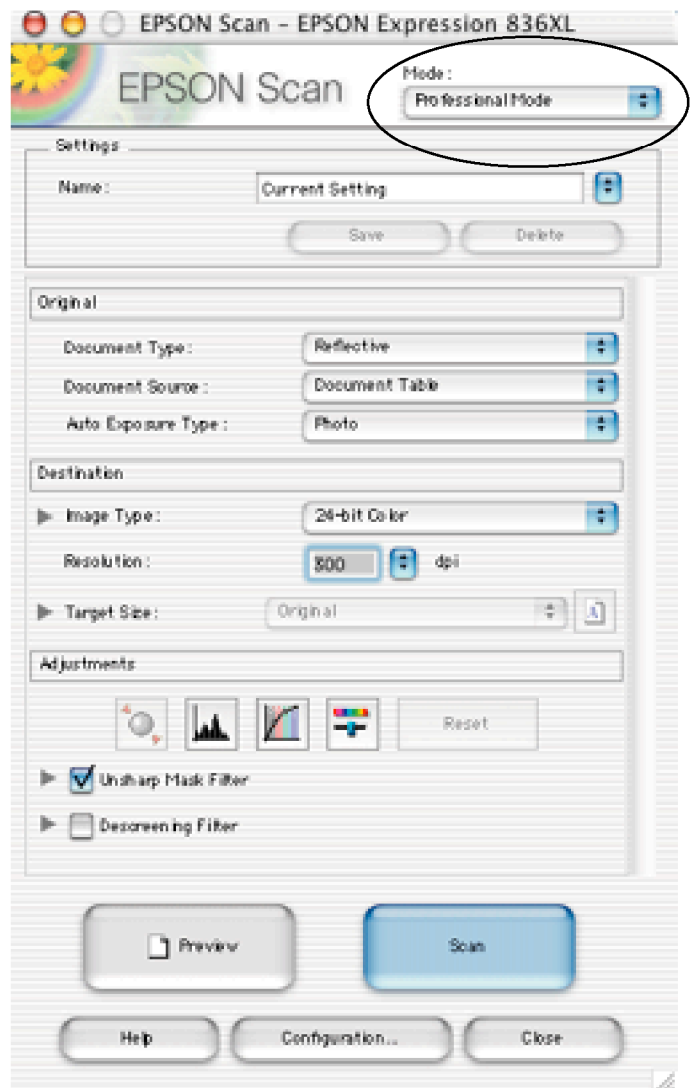 EPSON Scan - EPSON Expression 836XL
EPSON Scan
Mode:
Professional Mode
Settings
Name:
Current Setting
Save
Delete
Original
Document Type:
Reflective
Document Source:
Document Table
Auto Exposure Type:
Photo
Destination
Image Type:
24-bit Color
Resolution:
300
dpi
Target Size:
Original
A
Adjustments
Reset
Unsharp Mask Filter
Descreening Filter
Preview
Scan
Help
Configuration...
Close